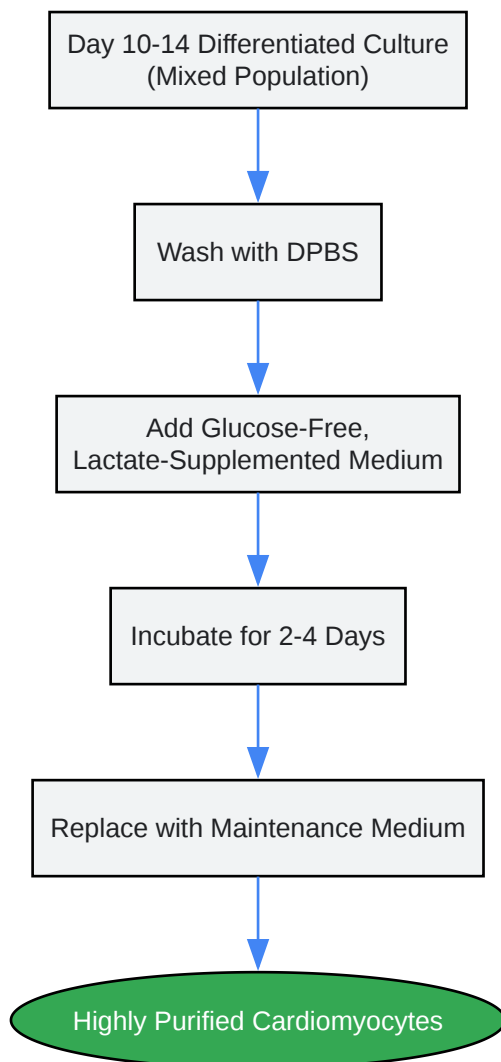 Day 10-14 Differentiated Culture
(Mixed Population)
Wash with DPBS
Add Glucose-Free,
Lactate-Supplemented Medium
Incubate for 2-4 Days
Replace with Maintenance Medium
Highly Purified Cardiomyocytes